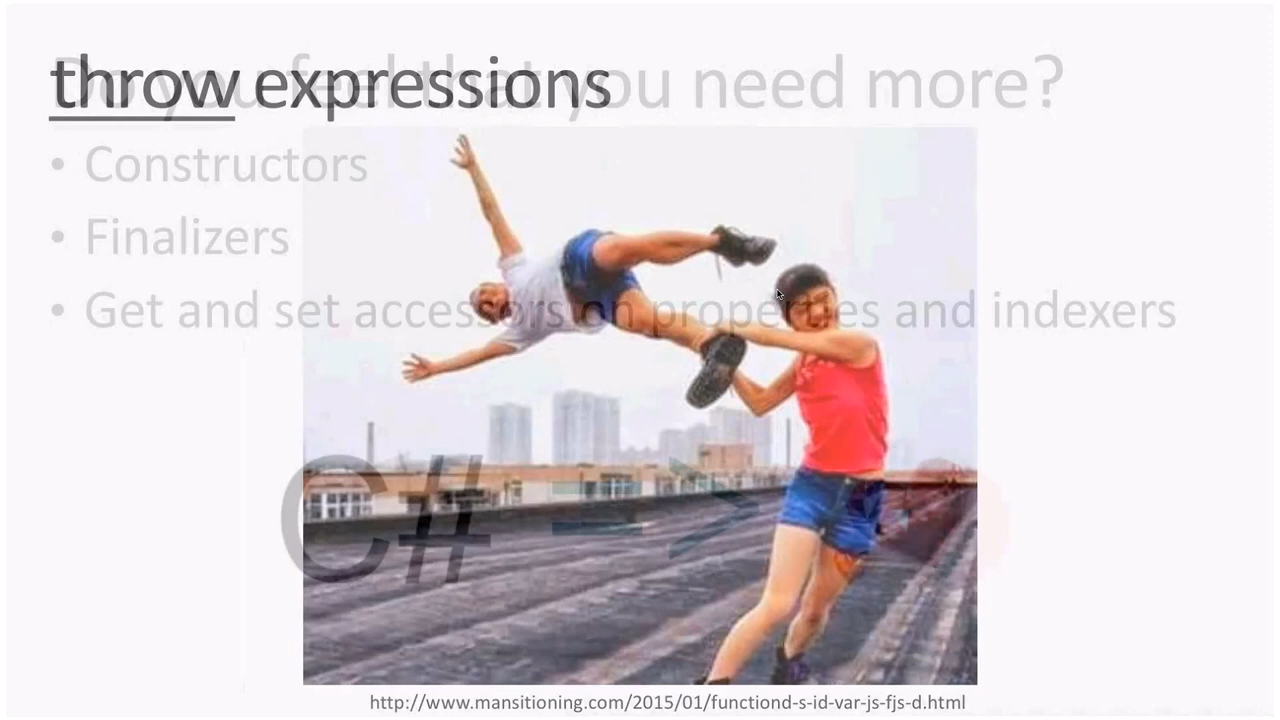 throw expressions
Do you feel that you need more?
• Constructors
• Finalizers
• Get and set accessors on properties and indexers
C# =>
http://www.mansitioning.com/2015/01/functiond-s-id-var-js-fjs-d.html